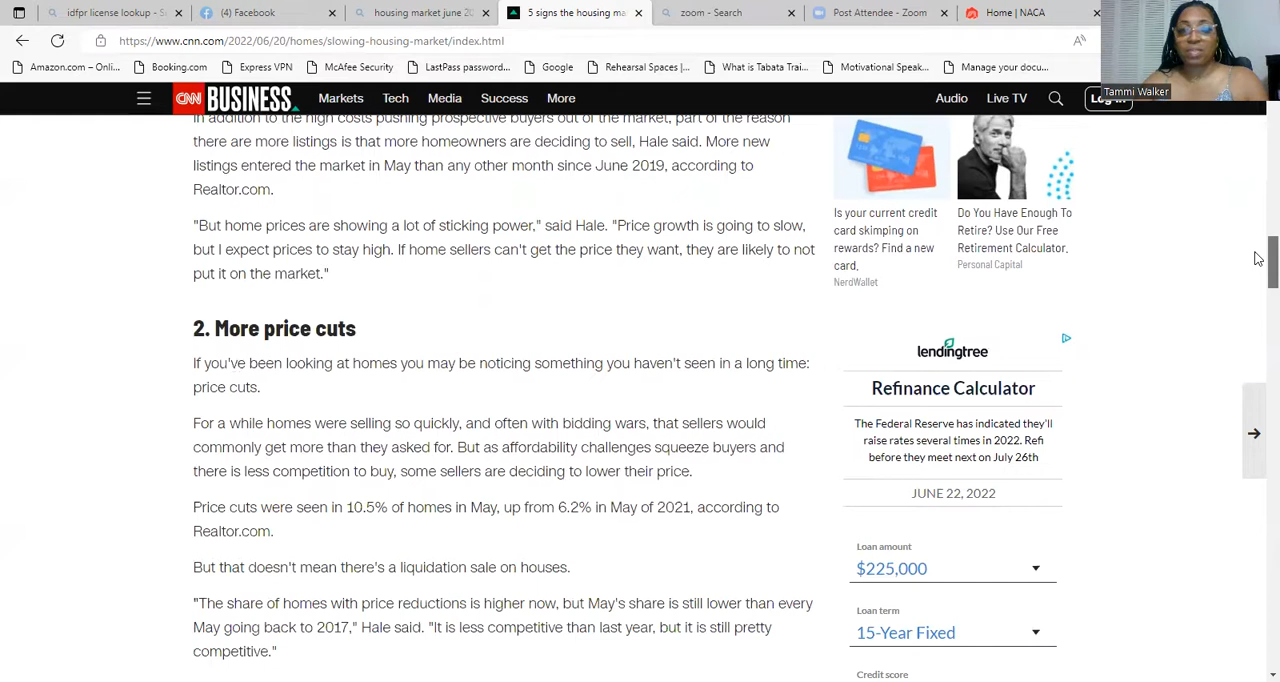 idfpr license lookup - S
(4) Facebook
housing market june 20
5 signs the housing ma
zoom - Search
Post Attendee - Zoom
Home | NACA
https://www.cnn.com/2022/06/20/homes/slowing-housing-market/index.html
Amazon.com – Onli...
Booking.com
Express VPN
McAfee Security
LastPass password...
Google
Rehearsal Spaces |...
What is Tabata Trai...
Motivational Speak...
Manage your docu...
Tammi Walker
CNN BUSINESS
Markets
Tech
Media
Success
More
Audio
Live TV
Log In
In addition to the high costs pushing prospective buyers out of the market, part of the reason
there are more listings is that more homeowners are deciding to sell, Hale said. More new
listings entered the market in May than any other month since June 2019, according to
Realtor.com.
"But home prices are showing a lot of sticking power," said Hale. "Price growth is going to slow,
but I expect prices to stay high. If home sellers can't get the price they want, they are likely to not
put it on the market."
2. More price cuts
If you've been looking at homes you may be noticing something you haven't seen in a long time:
price cuts.
For a while homes were selling so quickly, and often with bidding wars, that sellers would
commonly get more than they asked for. But as affordability challenges squeeze buyers and
there is less competition to buy, some sellers are deciding to lower their price.
Price cuts were seen in 10.5% of homes in May, up from 6.2% in May of 2021, according to
Realtor.com.
But that doesn't mean there's a liquidation sale on houses.
"The share of homes with price reductions is higher now, but May's share is still lower than every
May going back to 2017," Hale said. "It is less competitive than last year, but it is still pretty
competitive."
Is your current credit
card skimping on
rewards? Find a new
card.
NerdWallet
Do You Have Enough To
Retire? Use Our Free
Retirement Calculator.
Personal Capital
lendingtree
Refinance Calculator
The Federal Reserve has indicated they'll
raise rates several times in 2022. Refi
before they meet next on July 26th
JUNE 22, 2022
Loan amount
$225,000
Loan term
15-Year Fixed
Credit score